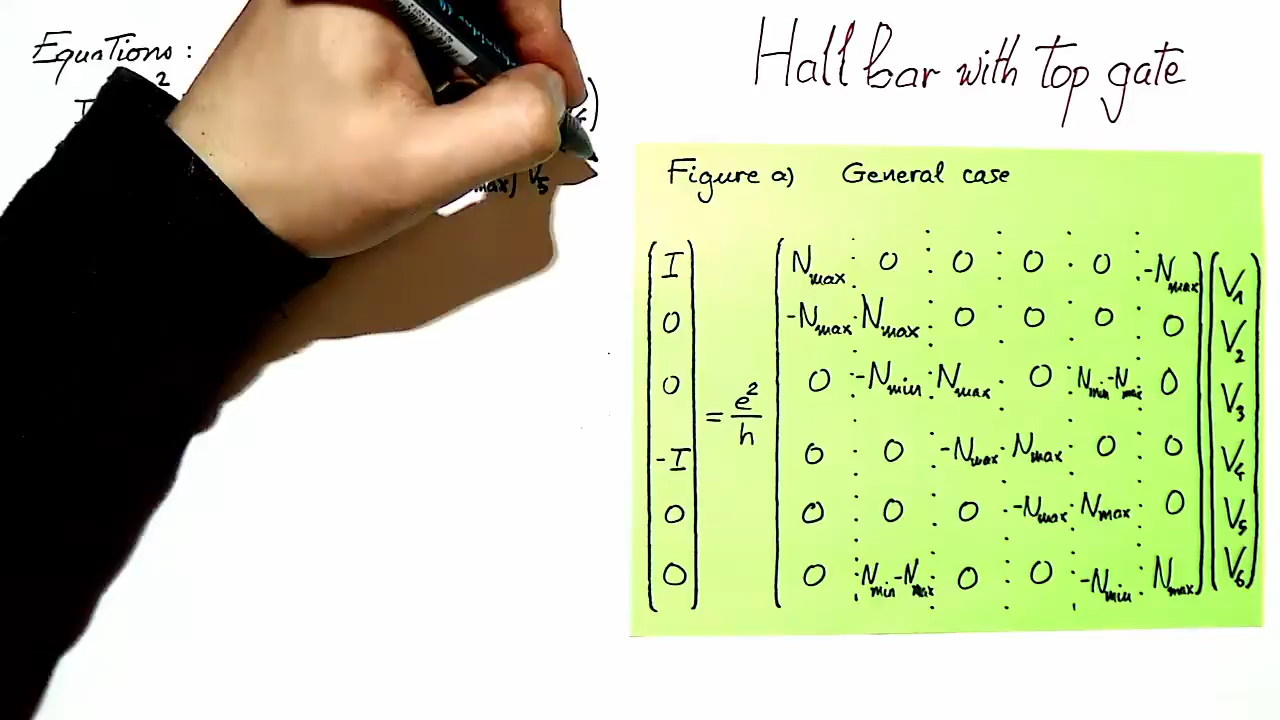 Equations :
I
2
max) V5
Hall bar with top gate
Figure a) General case
I Nmax 0 0 0 0 -Nmax V1
0 -Nmax Nmax 0 0 0 0 V2
0 0 -Nmin Nmax 0 Nmin-Nmax 0 V3
= e2/h
-I 0 0 -Nmax Nmax 0 0 V4
0 0 0 0 -Nmax Nmax 0 V5
0 0 Nmin-Nmax 0 0 -Nmin Nmax V6